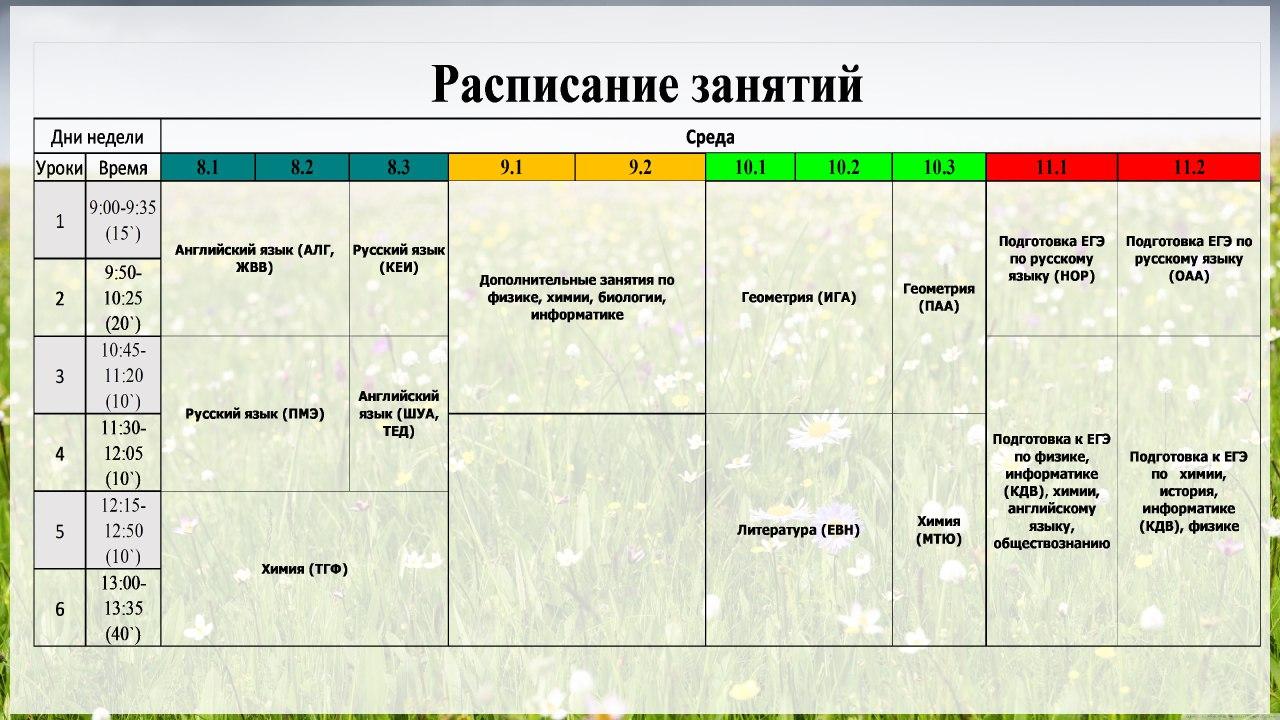 Расписание занятий
Дни недели
Среда
Уроки
Время
8.1
8.2
8.3
9.1
9.2
10.1
10.2
10.3
11.1
11.2
1
9:00-9:35
(15`)
2
9:50-
10:25
(20`)
3
10:45-
11:20
(10`)
4
11:30-
12:05
(10`)
5
12:15-
12:50
(10`)
6
13:00-
13:35
(40`)
Английский язык (АЛГ,
ЖВВ)
Русский язык
(КЕИ)
Дополнительные занятия по
физике, химии, биологии,
информатике
Геометрия (ИГА)
Геометрия
(ПАА)
Подготовка ЕГЭ
по русскому
языку (НОР)
Подготовка ЕГЭ по
русскому языку
(ОАА)
Русский язык (ПМЭ)
Английский
язык (ШУА,
ТЕД)
Подготовка к ЕГЭ
по физике,
информатике
(КДВ), химии,
английскому
языку,
обществознанию
Подготовка к ЕГЭ
по химии,
история,
информатике
(КДВ), физике
Химия (ТГФ)
Литература (ЕВН)
Химия
(МТЮ)